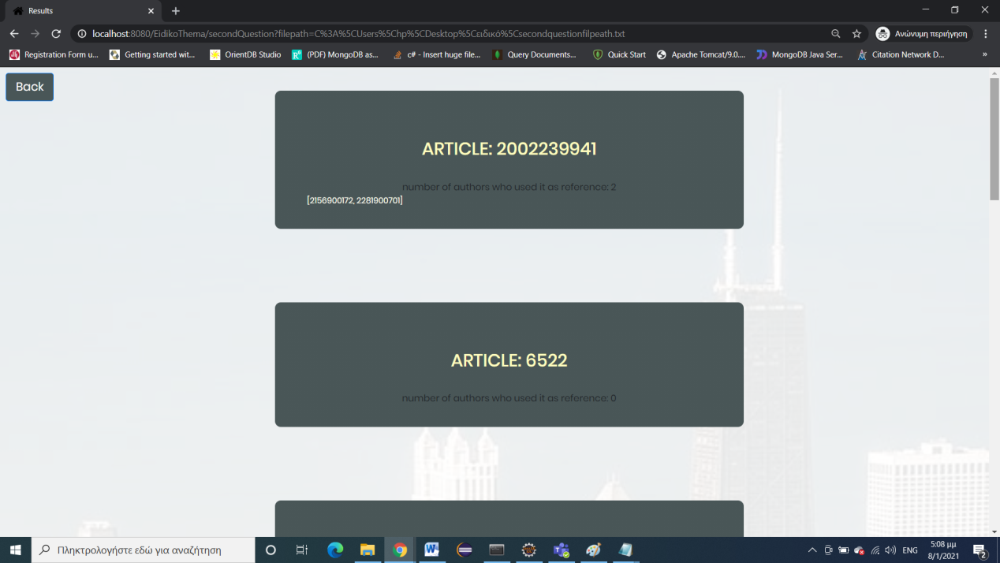 Results
localhost:8080/EidikoThema/secondQuestion?filepath=C%3A%5CUsers%5Chp%5CDesktop%5Cειδικό%5Csecondquestionfilpeath.txt
Ανώνυμη περιήγηση
Registration Form u... Getting started wit... OrientDB Studio (PDF) MongoDB as... c# - Insert huge file... Query Documents... Quick Start Apache Tomcat/9.0.... MongoDB Java Ser... Citation Network D... »
Back
ARTICLE: 2002239941
number of authors who used it as reference: 2
[2156900172, 2281900701]
ARTICLE: 6522
number of authors who used it as reference: 0
Πληκτρολογήστε εδώ για αναζήτηση
ENG
5:08 μμ
8/1/2021
2